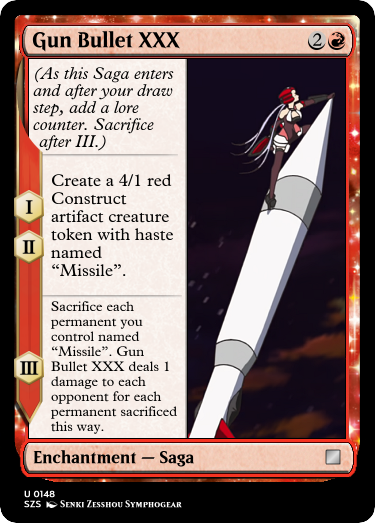 Gun Bullet XXX
2
(As this Saga enters
and after your draw
step, add a lore
counter. Sacrifice
after III.)
I
II
Create a 4/1 red
Construct
artifact creature
token with haste
named
“Missile”.
III
Sacrifice each
permanent you
control named
“Missile”. Gun
Bullet XXX deals 1
damage to each
opponent for each
permanent sacrificed
this way.
Enchantment — Saga
U 0148
SZS Senki Zesshou Symphogear